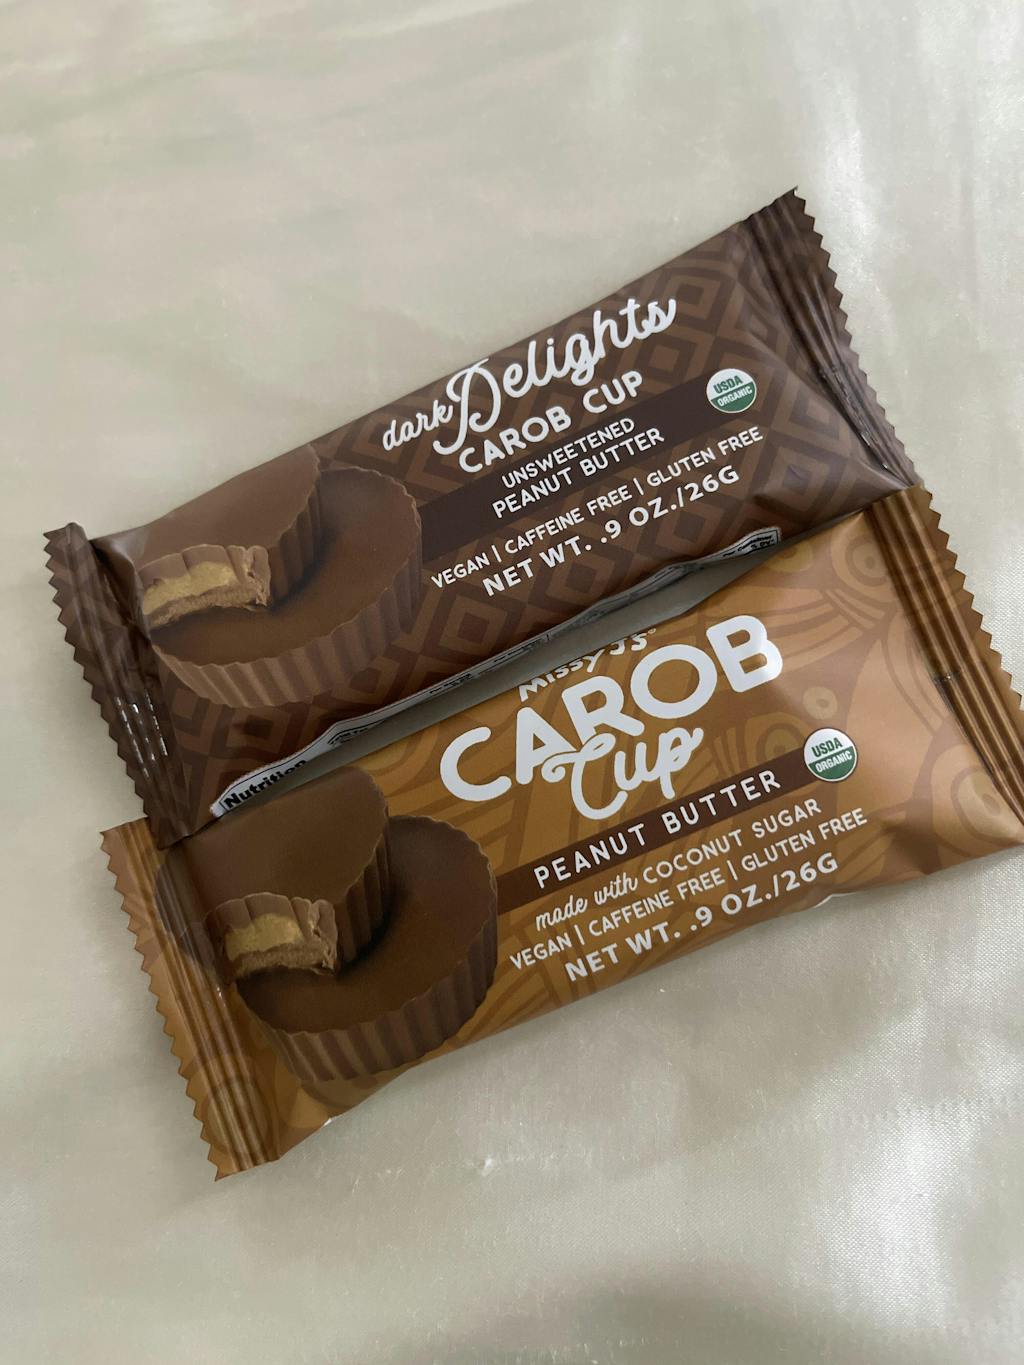 dark Delights
CAROB CUP
UNSWEETENED
PEANUT BUTTER
VEGAN | CAFFEINE FREE | GLUTEN FREE
NET WT. .9 OZ./26G
USDA
ORGANIC
Nutrition
MISSY J'S®
CAROB
Cup
PEANUT BUTTER
made with COCONUT SUGAR
VEGAN | CAFFEINE FREE | GLUTEN FREE
NET WT. .9 OZ./26G
USDA
ORGANIC